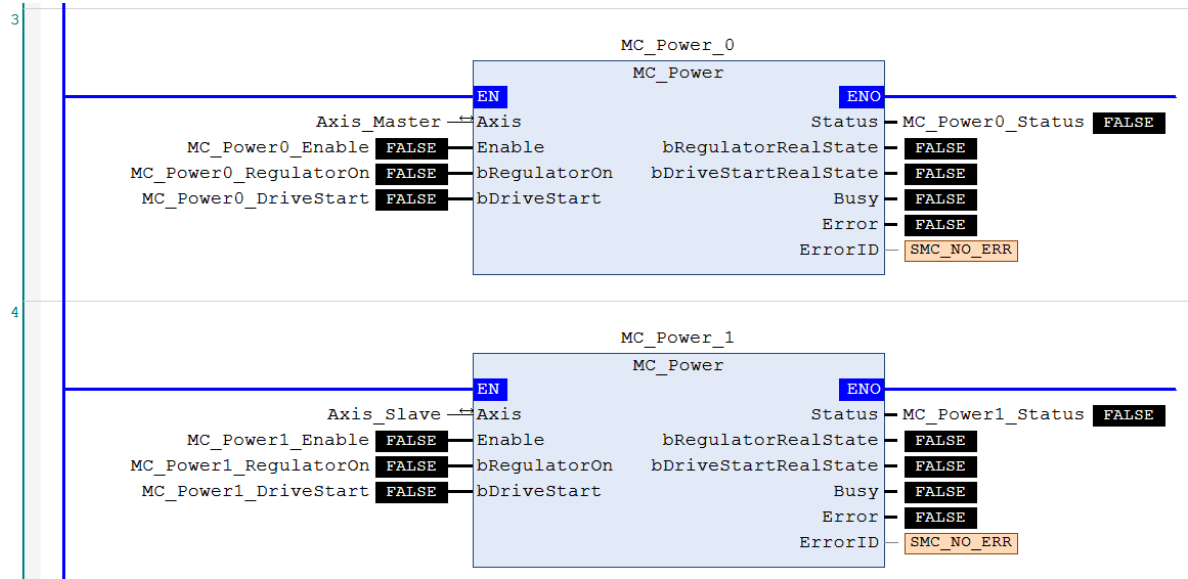 3
MC_Power_0
MC_Power
EN ENO
Axis_Master Axis Status MC_Power0_Status FALSE
MC_Power0_Enable FALSE Enable bRegulatorRealState FALSE
MC_Power0_RegulatorOn FALSE bRegulatorOn bDriveStartRealState FALSE
MC_Power0_DriveStart FALSE bDriveStart Busy FALSE
Error FALSE
ErrorID SMC_NO_ERR
4
MC_Power_1
MC_Power
EN ENO
Axis_Slave Axis Status MC_Power1_Status FALSE
MC_Power1_Enable FALSE Enable bRegulatorRealState FALSE
MC_Power1_RegulatorOn FALSE bRegulatorOn bDriveStartRealState FALSE
MC_Power1_DriveStart FALSE bDriveStart Busy FALSE
Error FALSE
ErrorID SMC_NO_ERR